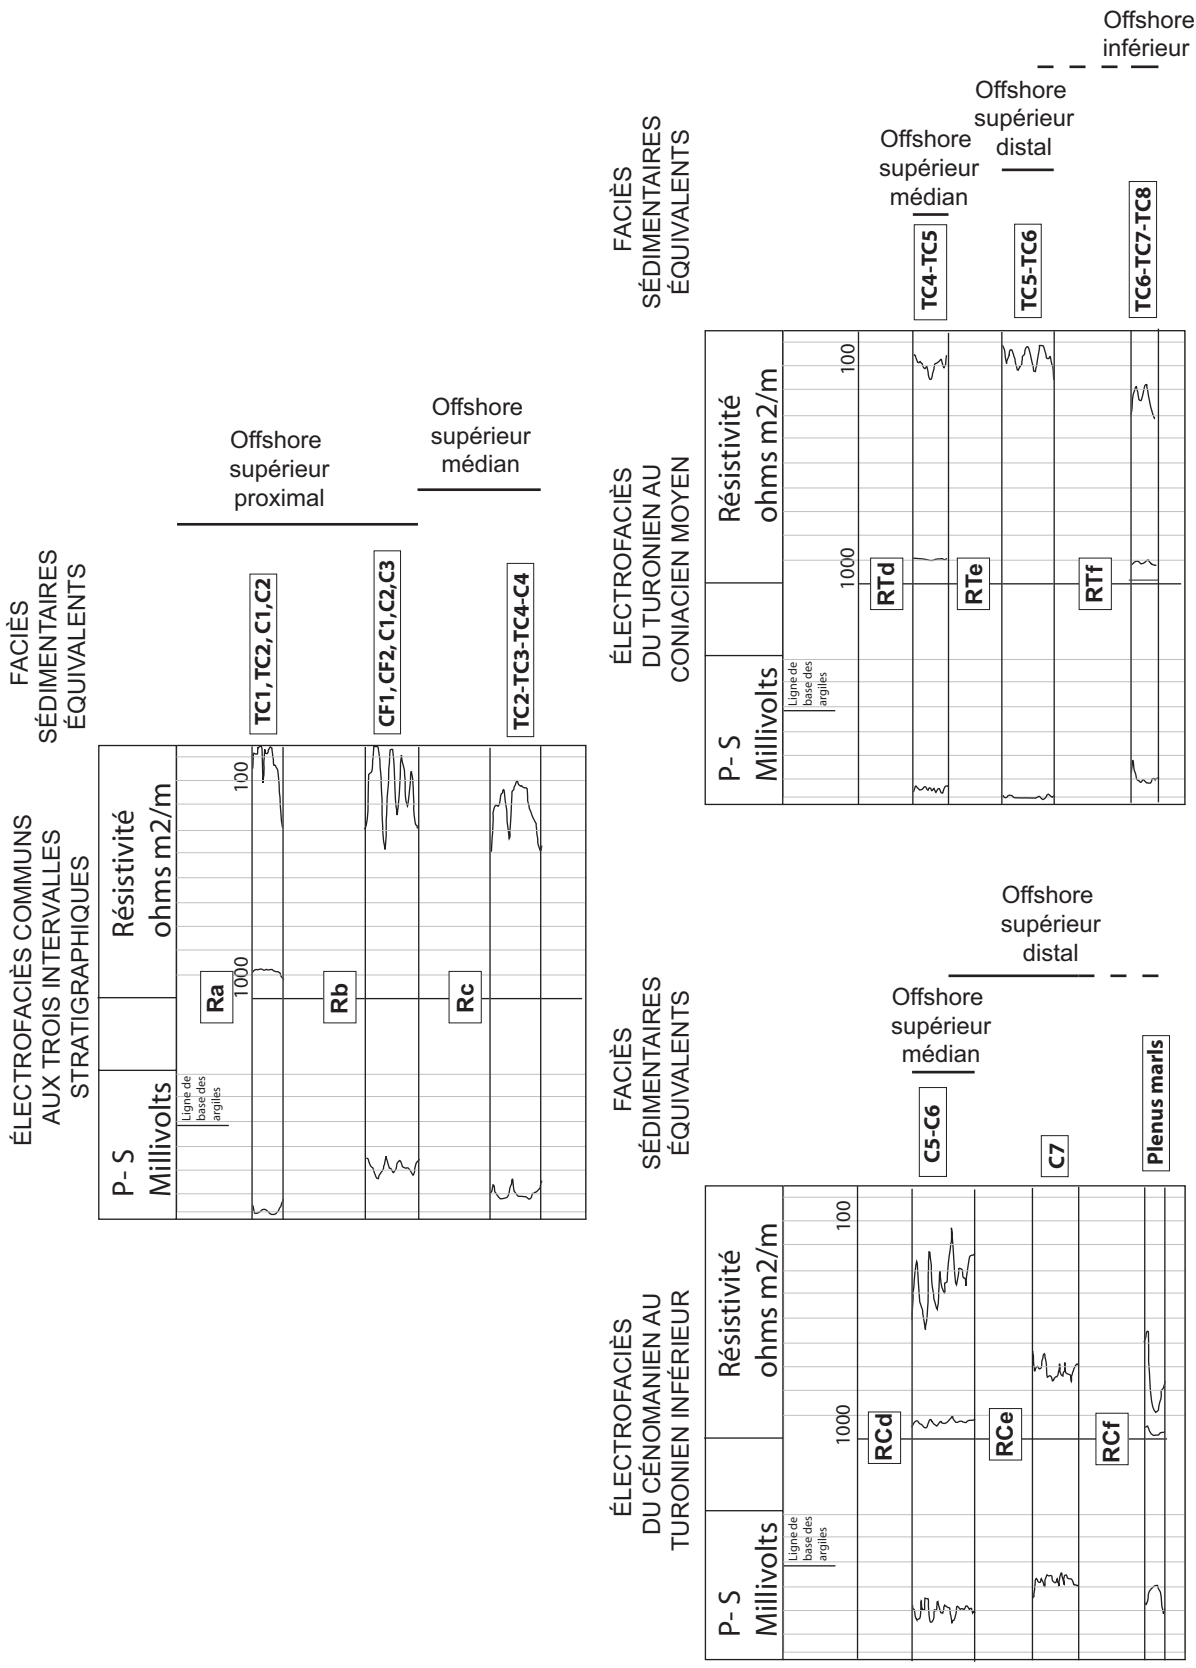 ÉLECTROFACIÈS COMMUNS
AUX TROIS INTERVALLES
STRATIGRAPHIQUES
FACIÈS
SÉDIMENTAIRES
ÉQUIVALENTS
P- S
Millivolts
Résistivité
ohms m2/m
Ligne de
base des
argiles
Ra
1000
100
TC1, TC2, C1,C2
Offshore
supérieur
proximal
Rb
CF1, CF2, C1,C2,C3
Rc
TC2-TC3-TC4-C4
Offshore
supérieur
médian
ÉLECTROFACIÈS
DU CÉNOMANIEN AU
TURONIEN INFÉRIEUR
FACIÈS
SÉDIMENTAIRES
ÉQUIVALENTS
P- S
Millivolts
Résistivité
ohms m2/m
Ligne de
base des
argiles
1000
100
RCd
C5-C6
Offshore
supérieur
médian
RCe
C7
Offshore
supérieur
distal
RCf
Plenus marls
ÉLECTROFACIÈS
DU TURONIEN AU
CONIACIEN MOYEN
FACIÈS
SÉDIMENTAIRES
ÉQUIVALENTS
P- S
Millivolts
Résistivité
ohms m2/m
Ligne de
base des
argiles
1000
100
RTd
TC4-TC5
Offshore
supérieur
médian
RTe
TC5-TC6
Offshore
supérieur
distal
RTf
TC6-TC7-TC8
Offshore
inférieur